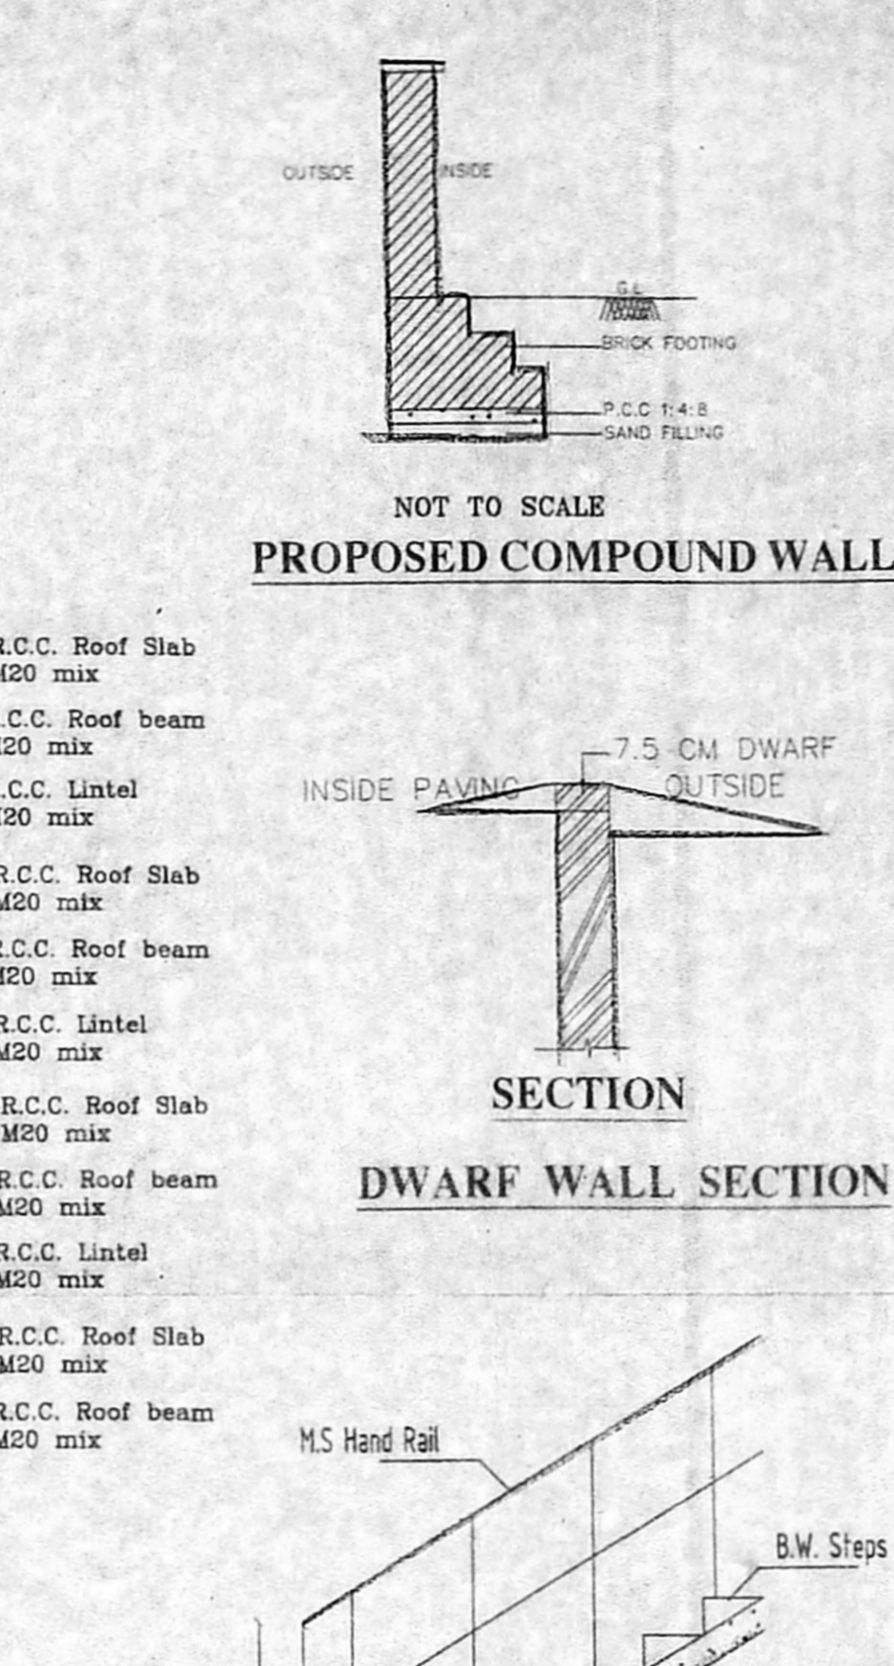 OUTSIDE INSIDE
G.L
BRICK FOOTING
P.C.C 1:4:8
SAND FILLING
NOT TO SCALE
PROPOSED COMPOUND WALL
R.C.C. Roof Slab
M20 mix
R.C.C. Roof beam
M20 mix
R.C.C. Lintel
M20 mix
R.C.C. Roof Slab
M20 mix
R.C.C. Roof beam
M20 mix
R.C.C. Lintel
M20 mix
R.C.C. Roof Slab
M20 mix
R.C.C. Roof beam
M20 mix
R.C.C. Lintel
M20 mix
R.C.C. Roof Slab
M20 mix
R.C.C. Roof beam
M20 mix
7.5 CM DWARF
INSIDE PAVING OUTSIDE
SECTION
DWARF WALL SECTION
M.S Hand Rail
B.W. Steps